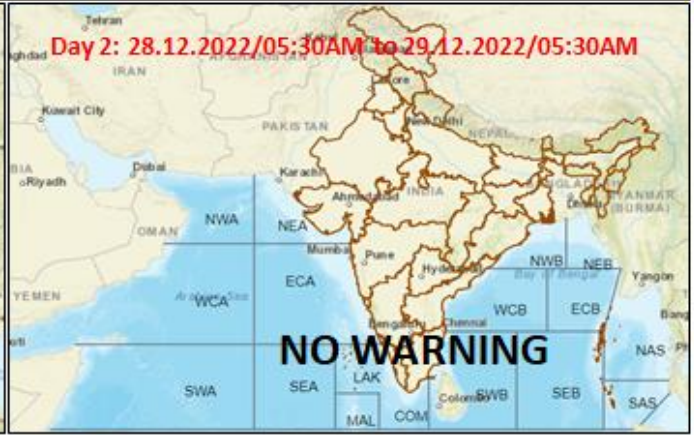 Tehran
Day 2: 28.12.2022/05:30AM to 29.12.2022/05:30AM
IRAN
Kuwait City
New Delhi
PAKISTAN
NEPAL
Dubai
Riyadh
Karachi
Ahmedabad
INDIA
MYANMAR
(BURMA)
OMAN
NWA
NEA
Mumbai
Pune
NWB
NEB
Bay of Bengal
Yangon
YEMEN
Arabian Sea
WCA
ECA
WCB
ECB
Chennai
NO WARNING
NAS
SWA
SEA
LAK
Colombo
SWB
SEB
SAS
MAL
COM